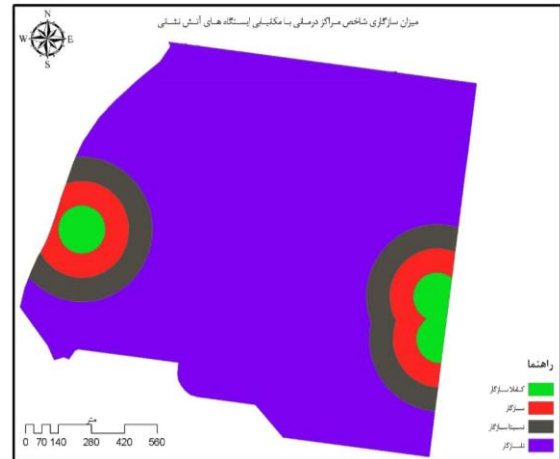 میزان سازگاری شاخص مراکز درمانی با مکانیابی ایستگاه های آتش نشانی
N
W E
S
راهنما
کاملا سازگار
سازگار
نسبتا سازگار
ناسازگار
متر
0 70 140 280 420 560